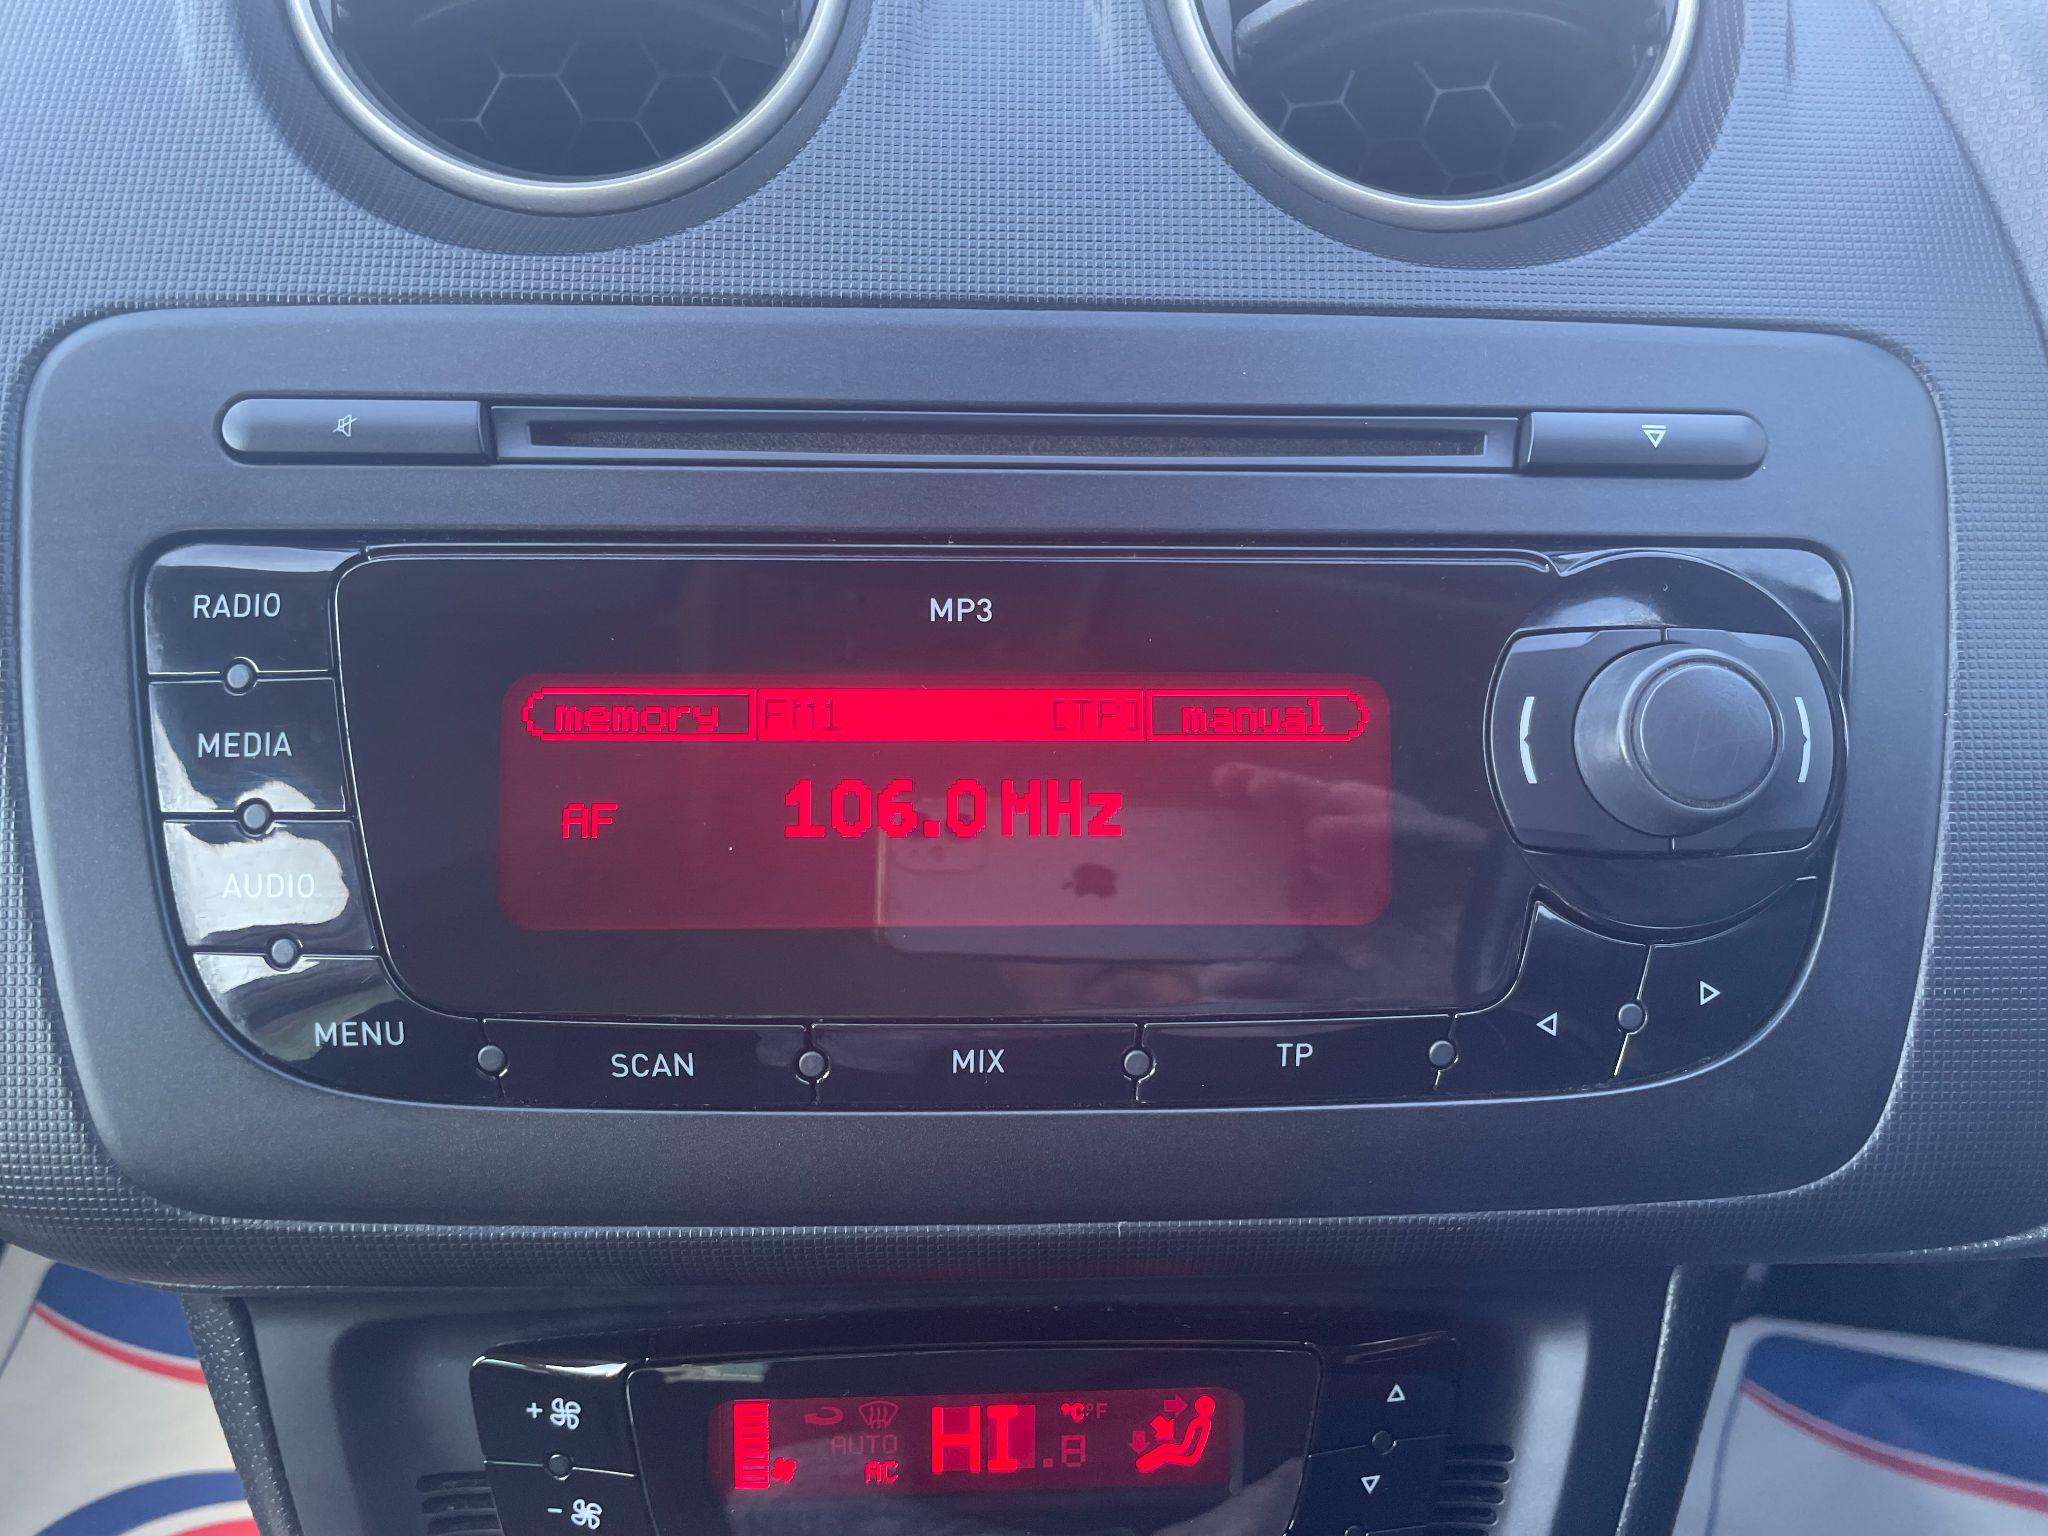 RADIO
MEDIA
AUDIO
MENU
MP3
memory FM1 [TP] manual
AF 106.0 MHz
SCAN MIX TP
+
-
AUTO
AC
HI .8 °C °F